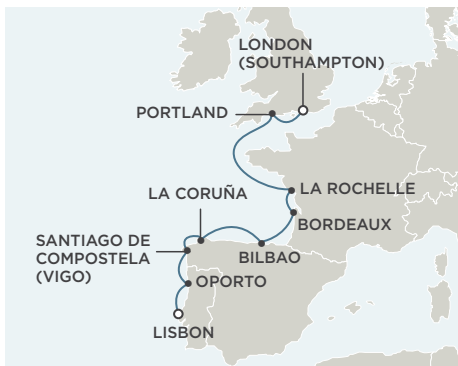 LONDON
(SOUTHAMPTON)
PORTLAND
LA ROCHELLE
LA CORUÑA
BORDEAUX
SANTIAGO DE
COMPOSTELA
(VIGO)
BILBAO
OPORTO
LISBON